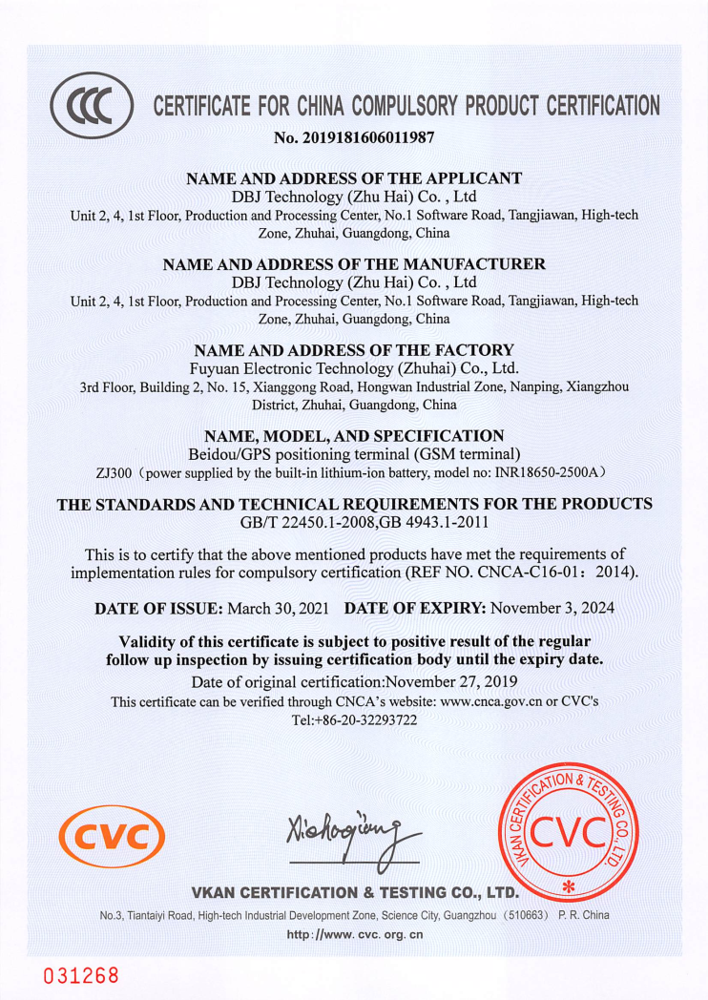 CCC
CERTIFICATE FOR CHINA COMPULSORY PRODUCT CERTIFICATION
No. 2019181606011987
NAME AND ADDRESS OF THE APPLICANT
DBJ Technology (Zhu Hai) Co. , Ltd
Unit 2, 4, 1st Floor, Production and Processing Center, No.1 Software Road, Tangjiawan, High-tech
Zone, Zhuhai, Guangdong, China
NAME AND ADDRESS OF THE MANUFACTURER
DBJ Technology (Zhu Hai) Co. , Ltd
Unit 2, 4, 1st Floor, Production and Processing Center, No.1 Software Road, Tangjiawan, High-tech
Zone, Zhuhai, Guangdong, China
NAME AND ADDRESS OF THE FACTORY
Fuyuan Electronic Technology (Zhuhai) Co., Ltd.
3rd Floor, Building 2, No. 15, Xianggong Road, Hongwan Industrial Zone, Nanping, Xiangzhou
District, Zhuhai, Guangdong, China
NAME, MODEL, AND SPECIFICATION
Beidou/GPS positioning terminal (GSM terminal)
ZJ300（power supplied by the built-in lithium-ion battery, model no: INR18650-2500A）
THE STANDARDS AND TECHNICAL REQUIREMENTS FOR THE PRODUCTS
GB/T 22450.1-2008,GB 4943.1-2011
This is to certify that the above mentioned products have met the requirements of
implementation rules for compulsory certification (REF NO. CNCA-C16-01：2014).
DATE OF ISSUE: March 30, 2021 DATE OF EXPIRY: November 3, 2024
Validity of this certificate is subject to positive result of the regular
follow up inspection by issuing certification body until the expiry date.
Date of original certification:November 27, 2019
This certificate can be verified through CNCA's website: www.cnca.gov.cn or CVC's
Tel:+86-20-32293722
CVC
VKAN CERTIFICATION & TESTING CO., LTD.
CVC
VKAN CERTIFICATION & TESTING CO., LTD.
No.3, Tiantaiyi Road, High-tech Industrial Development Zone, Science City, Guangzhou（510663） P. R. China
http://www. cvc. org. cn
031268